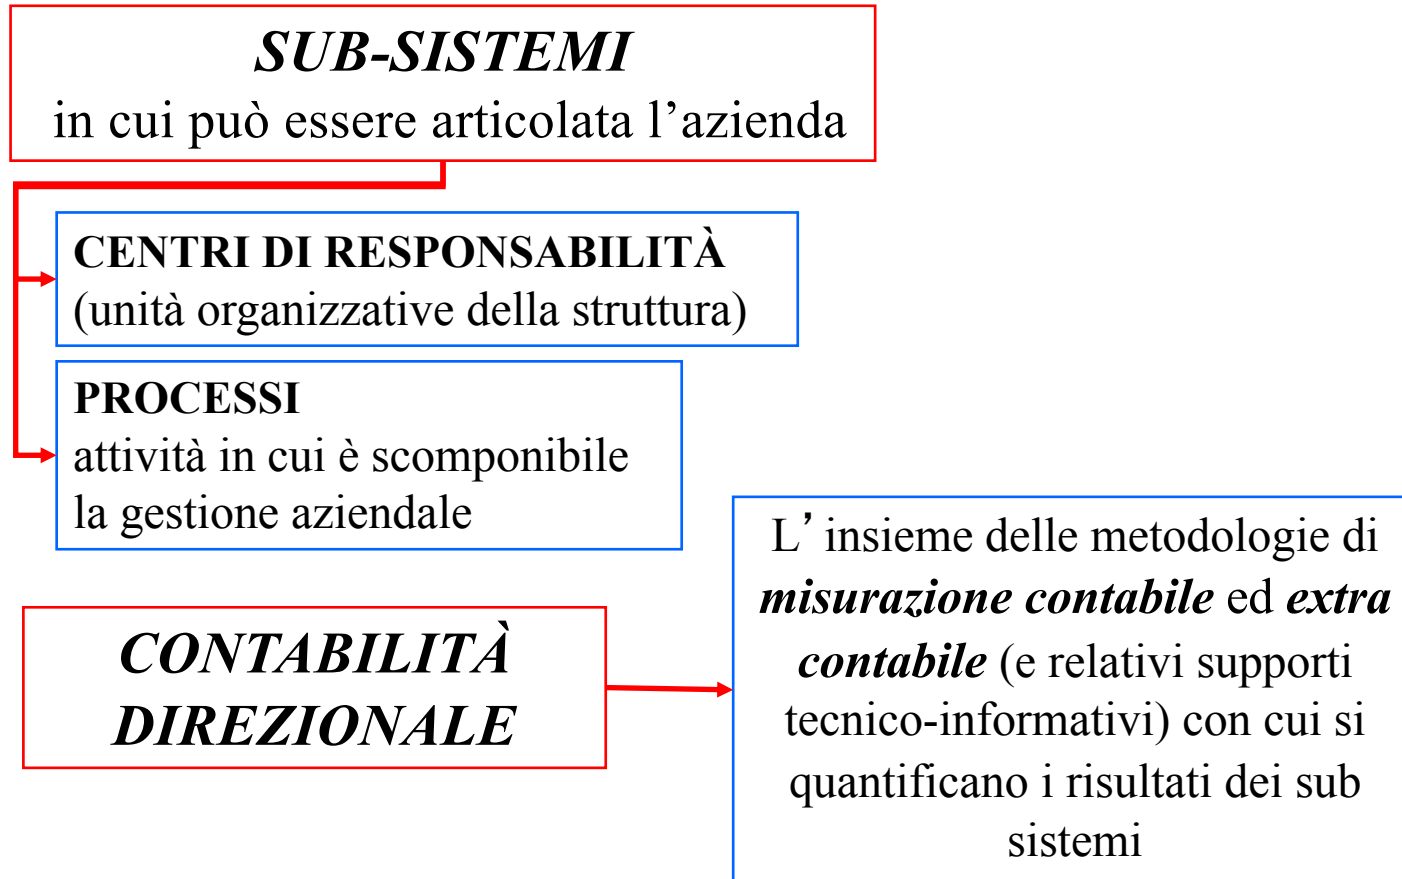 SUB-SISTEMI
in cui può essere articolata l’azienda
CENTRI DI RESPONSABILITÀ
(unità organizzative della struttura)
PROCESSI
attività in cui è scomponibile
la gestione aziendale
CONTABILITÀ
DIREZIONALE
L’insieme delle metodologie di
misurazione contabile ed extra
contabile (e relativi supporti
tecnico-informativi) con cui si
quantificano i risultati dei sub
sistemi